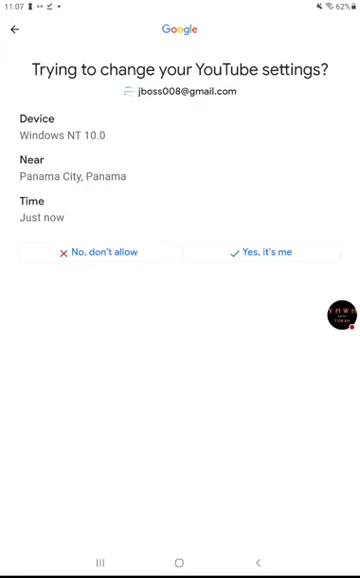 11:07 62%
Google
Trying to change your YouTube settings?
jboss008@gmail.com
Device
Windows NT 10.0
Near
Panama City, Panama
Time
Just now
No, don't allow Yes, it's me